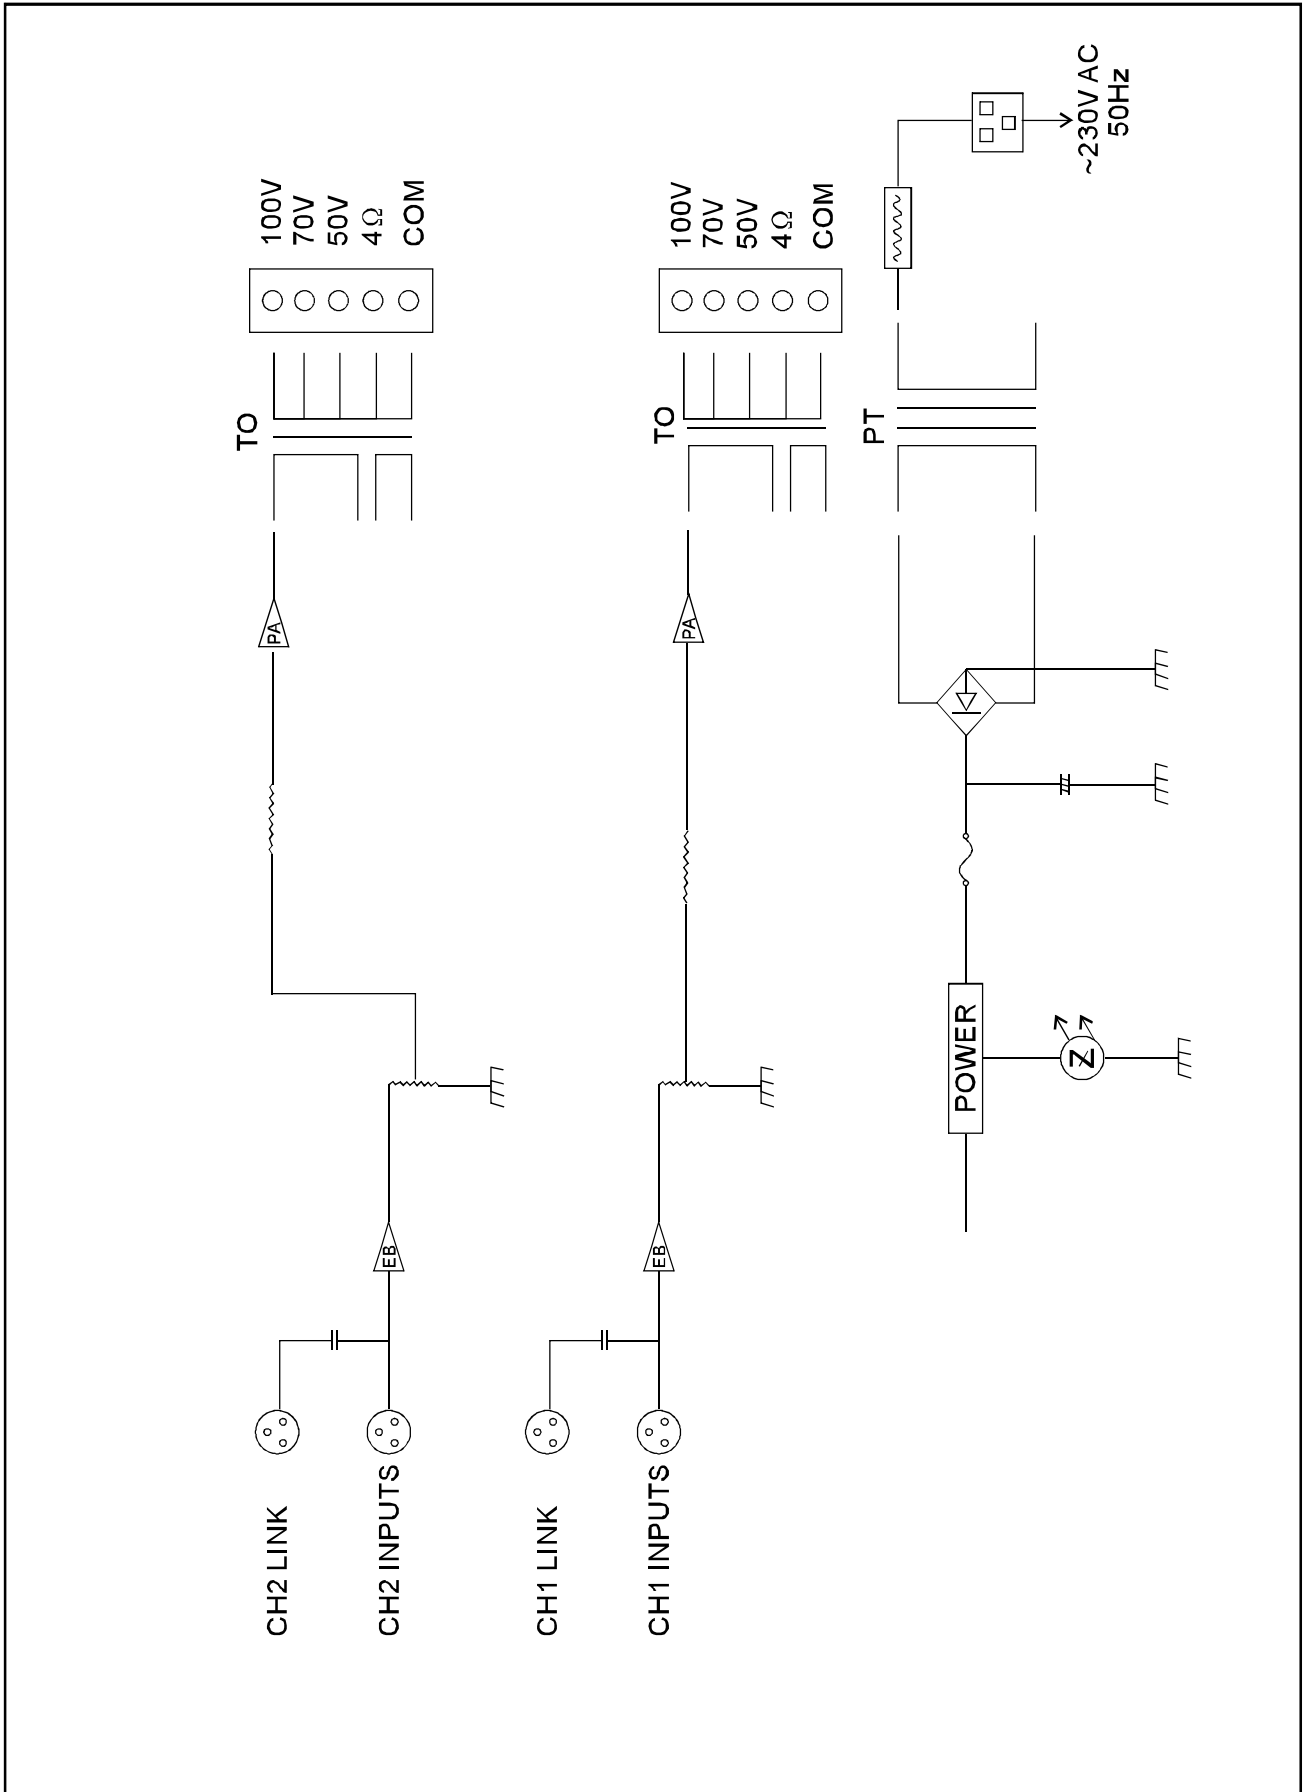 CH2 LINK
CH2 INPUTS
EB
PA
TO
100V
70V
50V
4Ω
COM
CH1 LINK
CH1 INPUTS
EB
PA
TO
100V
70V
50V
4Ω
COM
PT
POWER
Z
~230V AC
50Hz